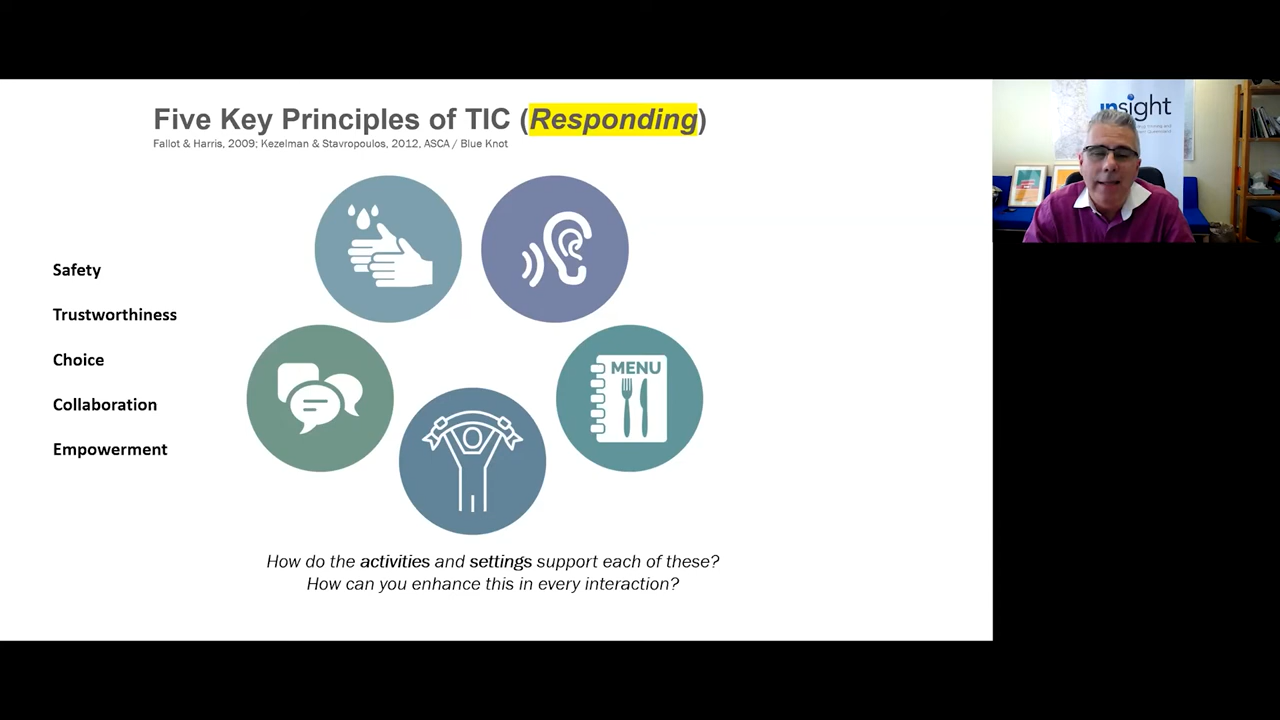 Five Key Principles of TIC (Responding)
Fallot & Harris, 2009; Kezelman & Stavropoulos, 2012, ASCA / Blue Knot
Safety
Trustworthiness
Choice
Collaboration
Empowerment
MENU
How do the activities and settings support each of these?
How can you enhance this in every interaction?
insight